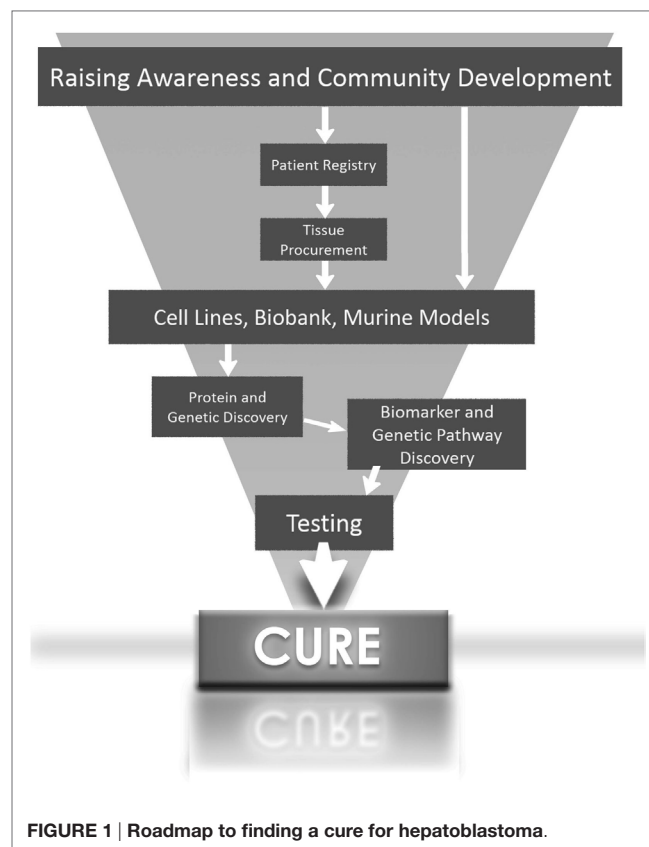 Raising Awareness and Community Development
Patient Registry
Tissue
Procurement
Cell Lines, Biobank, Murine Models
Protein and
Genetic Discovery
Biomarker and
Genetic Pathway
Discovery
Testing
CURE
CURE
FIGURE 1 | Roadmap to finding a cure for hepatoblastoma.